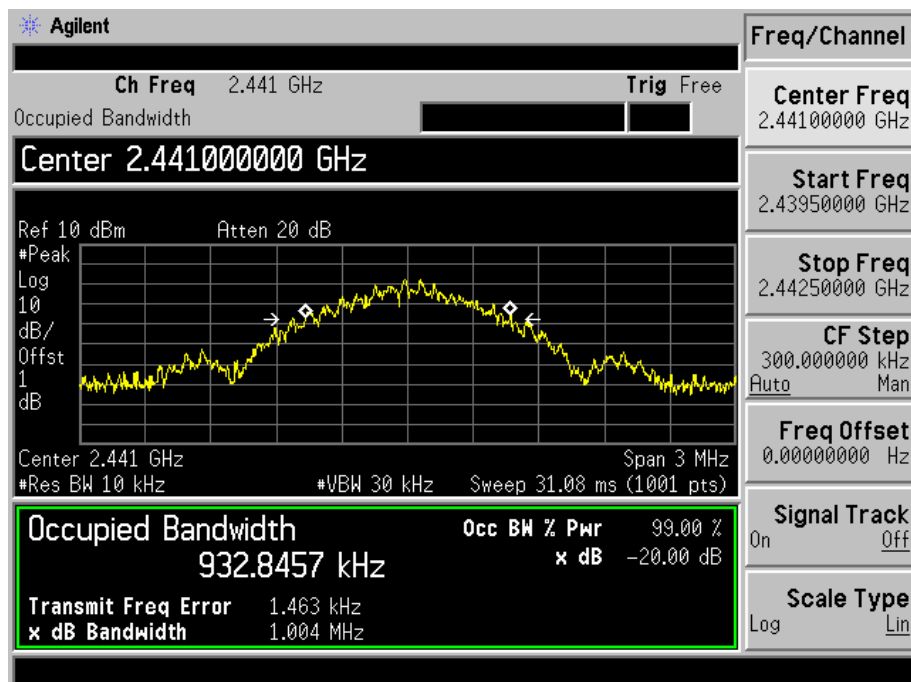 Agilent
Freq/Channel
Ch Freq 2.441 GHz Trig Free
Occupied Bandwidth
Center 2.441000000 GHz
Ref 10 dBm Atten 20 dB
#Peak
Log
10
dB/
Offst
1
dB
Center 2.441 GHz Span 3 MHz
#Res BW 10 kHz #VBW 30 kHz Sweep 31.08 ms (1001 pts)
Occupied Bandwidth Occ BW % Pwr 99.00 %
932.8457 kHz x dB -20.00 dB
Transmit Freq Error 1.463 kHz
x dB Bandwidth 1.004 MHz
Center Freq
2.44100000 GHz
Start Freq
2.43950000 GHz
Stop Freq
2.44250000 GHz
CF Step
300.000000 kHz
Auto Man
Freq Offset
0.00000000 Hz
Signal Track
On Off
Scale Type
Log Lin